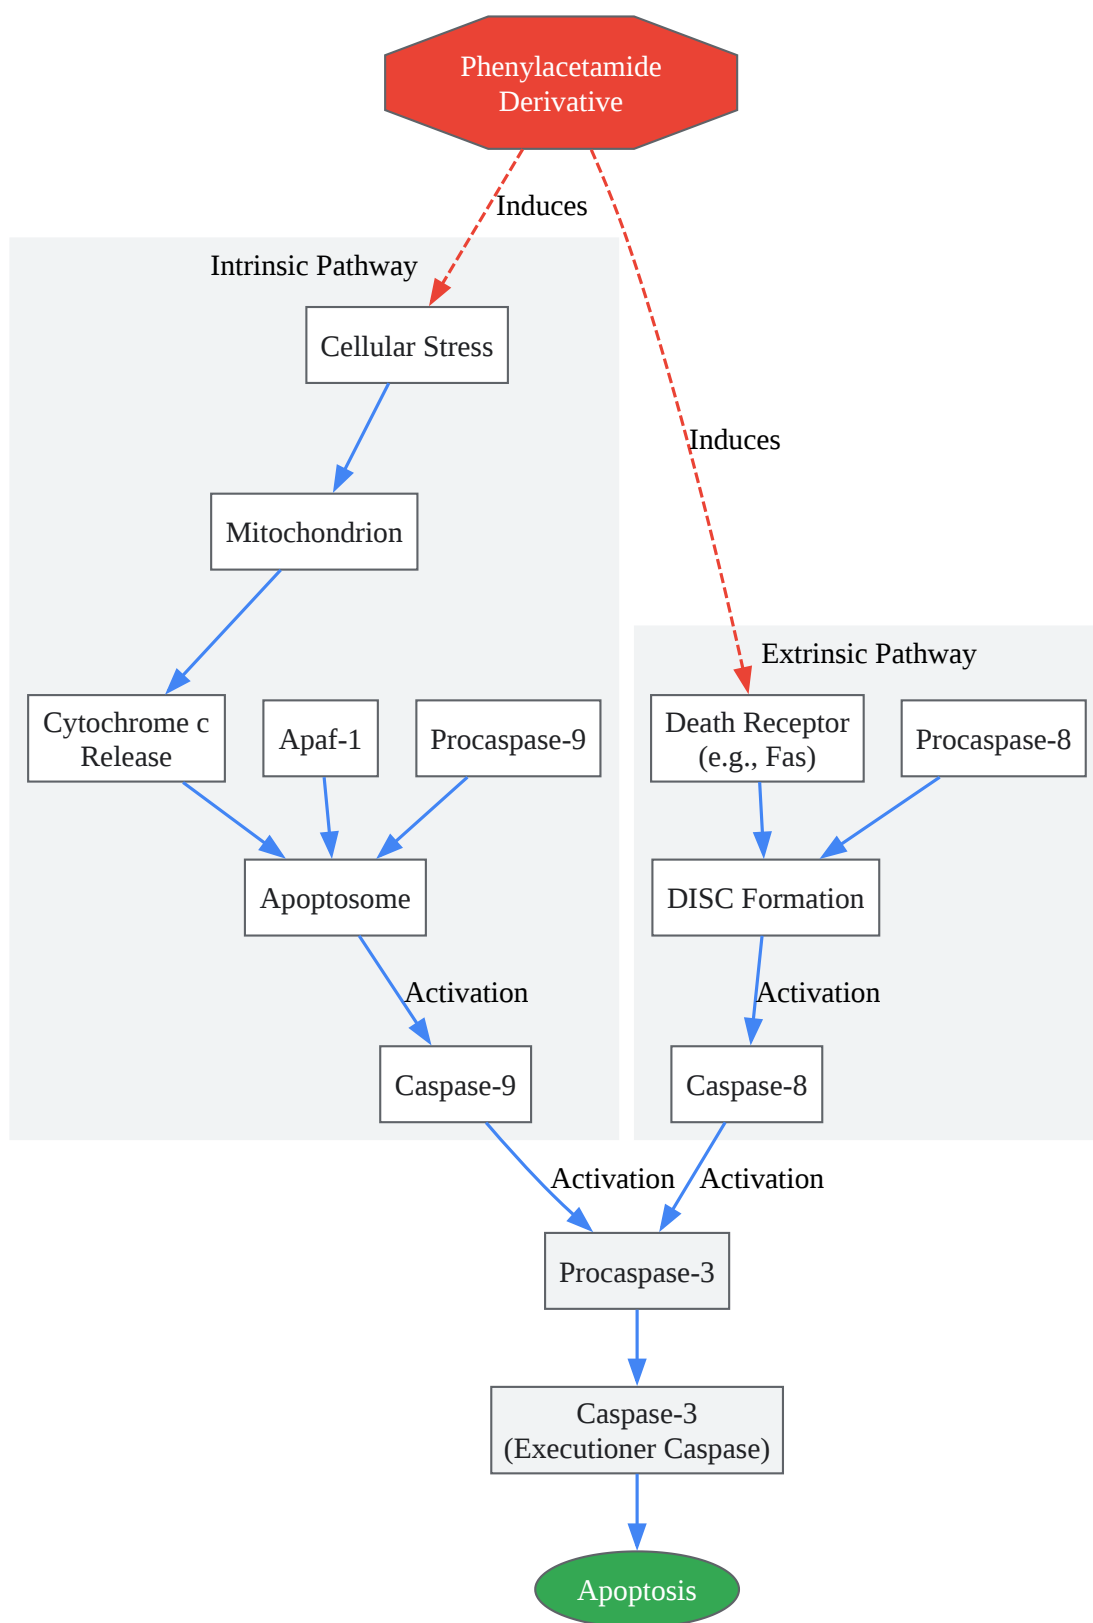 Phenylacetamide
Derivative
Induces
Intrinsic Pathway
Cellular Stress
Induces
Mitochondrion
Extrinsic Pathway
Cytochrome c
Release
Apaf-1
Procaspase-9
Death Receptor
(e.g., Fas)
Procaspase-8
Apoptosome
DISC Formation
Activation
Activation
Caspase-9
Caspase-8
Activation
Activation
Procaspase-3
Caspase-3
(Executioner Caspase)
Apoptosis